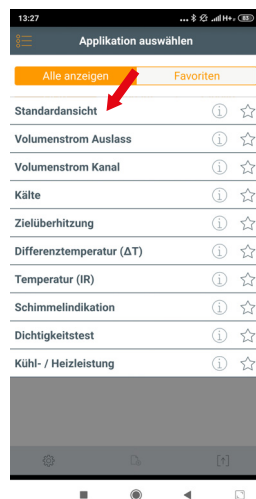 13:27
... H+
83
Applikation auswählen
Alle anzeigen Favoriten
Standardansicht
Volumenstrom Auslass
Volumenstrom Kanal
Kälte
Zielüberhitzung
Differenztemperatur (ΔT)
Temperatur (IR)
Schimmelindikation
Dichtigkeitstest
Kühl- / Heizleistung